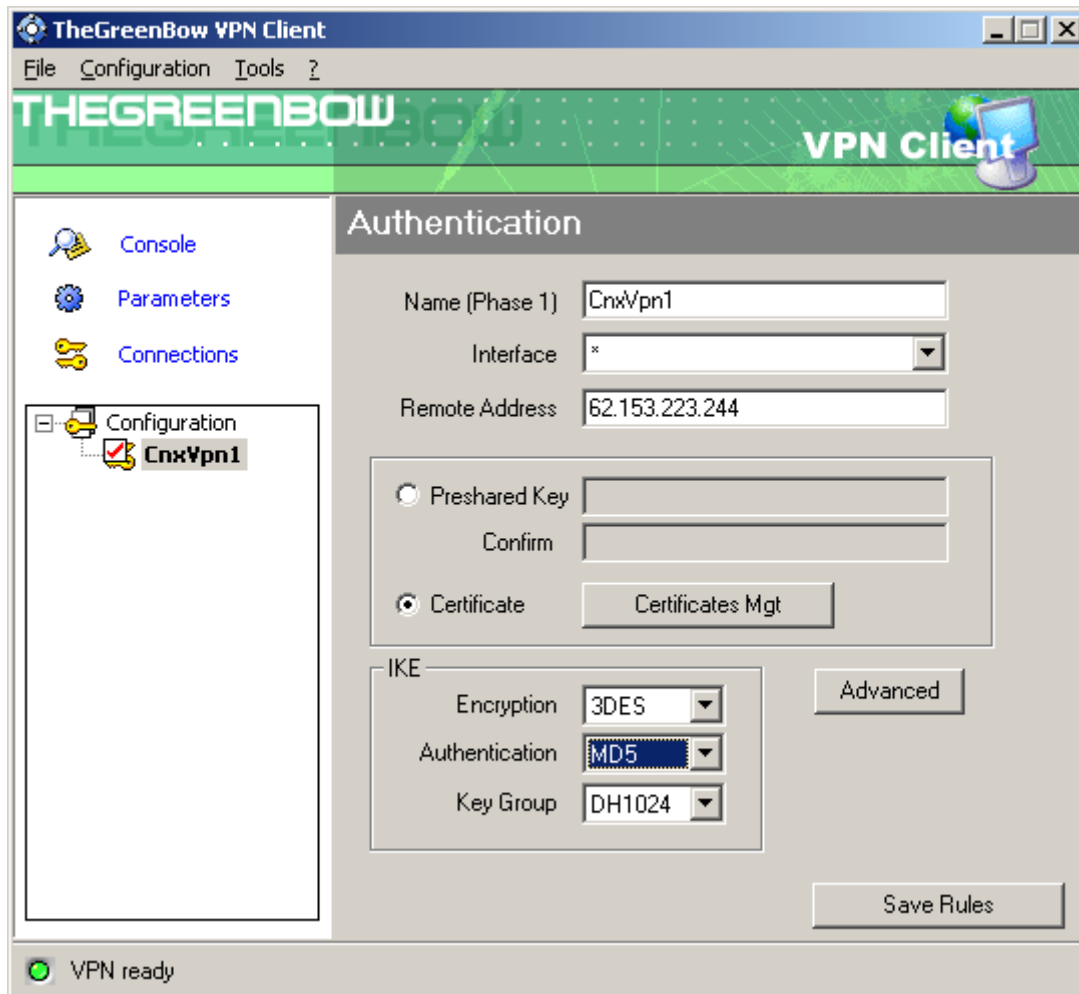 TheGreenBow VPN Client
File Configuration Tools ?
THEGREENBOW
VPN Client
Console
Parameters
Connections
Configuration
CnxVpn1
Authentication
Name (Phase 1) CnxVpn1
Interface *
Remote Address 62.153.223.244
Preshared Key
Confirm
Certificate Certificates Mgt
IKE
Encryption 3DES
Authentication MD5
Key Group DH1024
Advanced
Save Rules
VPN ready